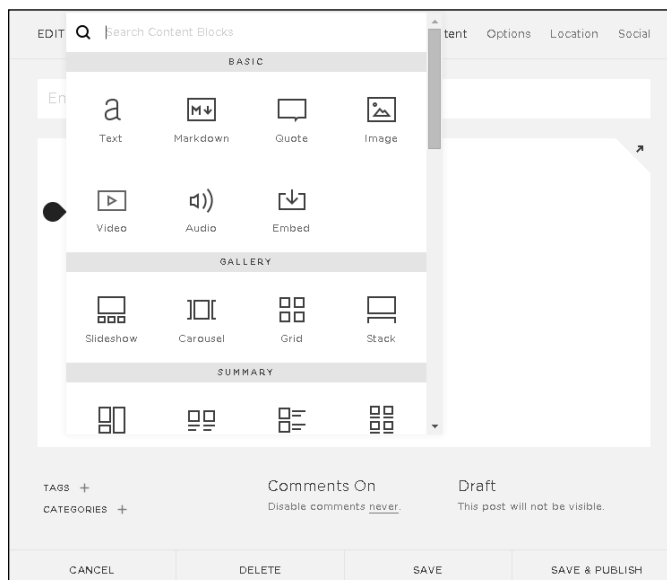 EDIT
Search Content Blocks
tent Options Location Social
BASIC
En
a
Text
M
Markdown
Quote
Image
Video
Audio
Embed
GALLERY
Slideshow
Carousel
Grid
Stack
SUMMARY
TAGS +
CATEGORIES +
Comments On
Disable comments never.
Draft
This post will not be visible.
CANCEL
DELETE
SAVE
SAVE & PUBLISH